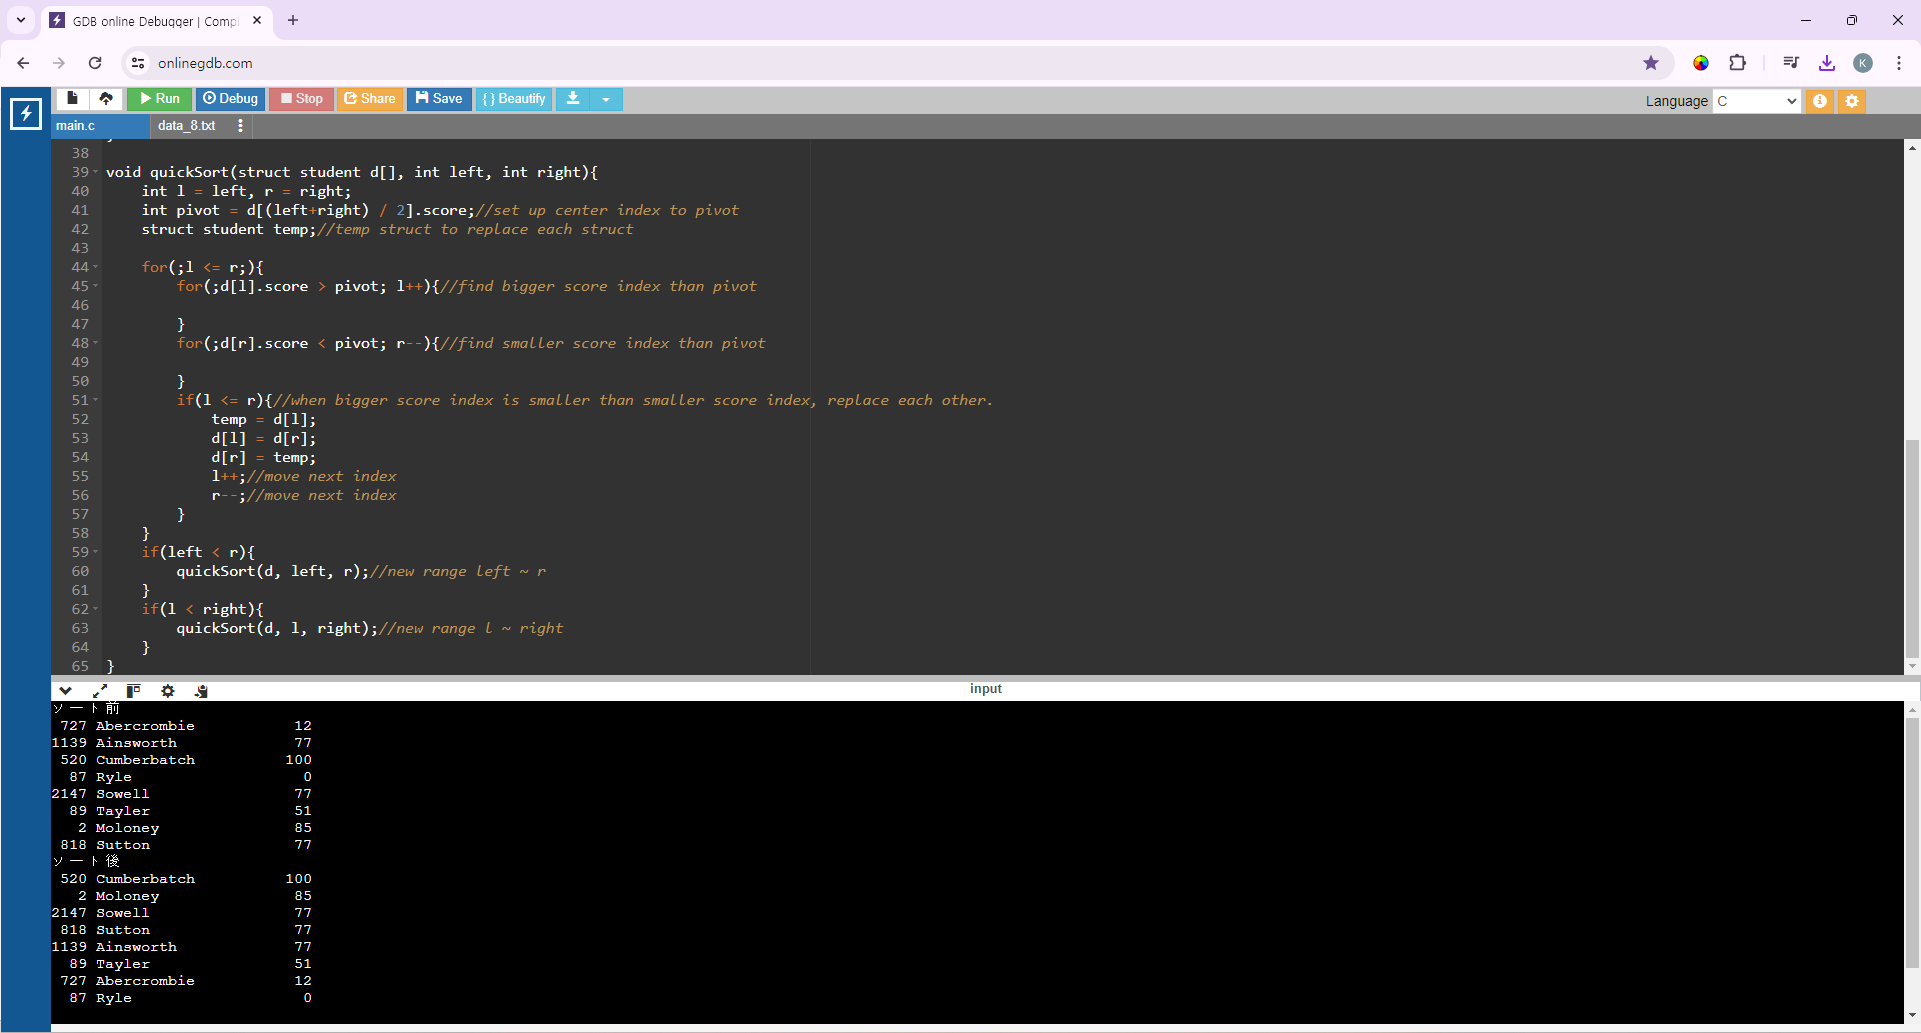 GDB online Debugger | Compi
onlinegdb.com
K
Run Debug Stop Share Save { } Beautify
Language C
main.c data_8.txt
38
39 void quickSort(struct student d[], int left, int right){
40 int l = left, r = right;
41 int pivot = d[(left+right) / 2].score;//set up center index to pivot
42 struct student temp;//temp struct to replace each struct
43
44 for(;l <= r;){
45 for(;d[l].score > pivot; l++){//find bigger score index than pivot
46
47 }
48 for(;d[r].score < pivot; r--){//find smaller score index than pivot
49
50 }
51 if(l <= r){//when bigger score index is smaller than smaller score index, replace each other.
52 temp = d[l];
53 d[l] = d[r];
54 d[r] = temp;
55 l++;//move next index
56 r--;//move next index
57 }
58 }
59 if(left < r){
60 quickSort(d, left, r);//new range left ~ r
61 }
62 if(l < right){
63 quickSort(d, l, right);//new range l ~ right
64 }
65 }
input
ソート前
727 Abercrombie 12
1139 Ainsworth 77
520 Cumberbatch 100
87 Ryle 0
2147 Sowell 77
89 Tayler 51
2 Moloney 85
818 Sutton 77
ソート後
520 Cumberbatch 100
2 Moloney 85
2147 Sowell 77
818 Sutton 77
1139 Ainsworth 77
89 Tayler 51
727 Abercrombie 12
87 Ryle 0